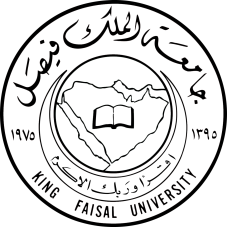 جامعة الملك فيصل
١٩٧٥
١٣٩٥
اقرأ وربك الأكرم
KING FAISAL UNIVERSITY